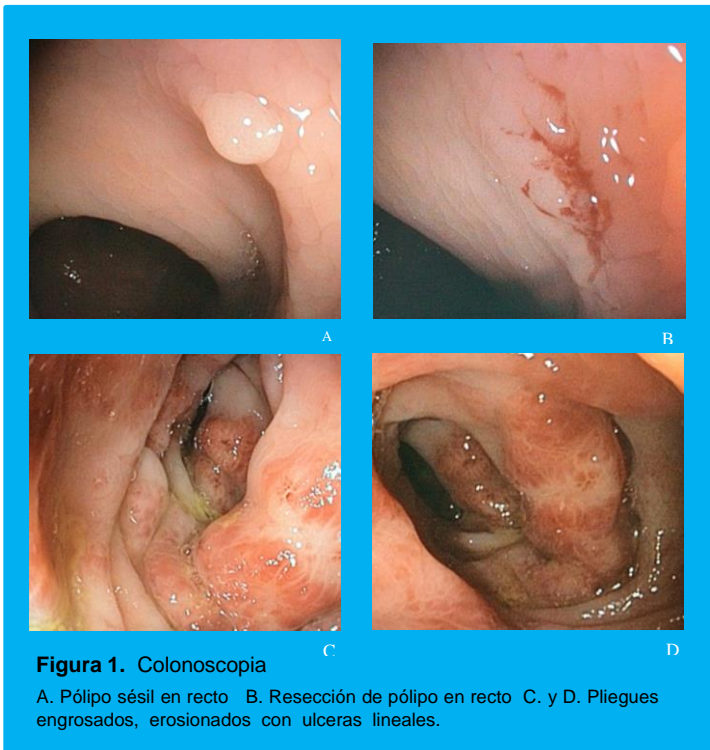 A
B
C
D
Figura 1. Colonoscopia
A. Pólipo sésil en recto B. Resección de pólipo en recto C. y D. Pliegues
engrosados, erosionados con ulceras lineales.